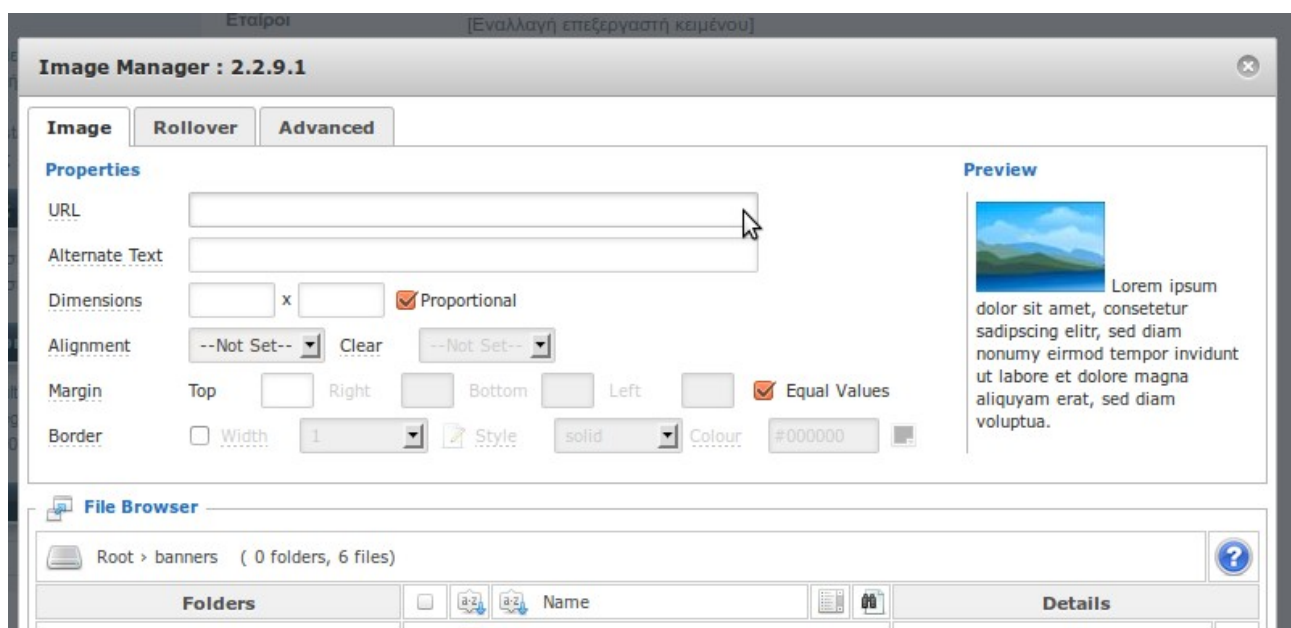 Εταίροι
[Εναλλαγή επεξεργαστή κειμένου]
Image Manager : 2.2.9.1
Image Rollover Advanced
Properties
URL
Alternate Text
Dimensions x Proportional
Alignment --Not Set-- Clear --Not Set--
Margin Top Right Bottom Left Equal Values
Border Width 1 Style solid Colour #000000
Preview
Lorem ipsum
dolor sit amet, consetetur
sadipscing elitr, sed diam
nonumy eirmod tempor invidunt
ut labore et dolore magna
aliquyam erat, sed diam
voluptua.
File Browser
Root › banners ( 0 folders, 6 files)
?
Folders a-z a-z Name Details